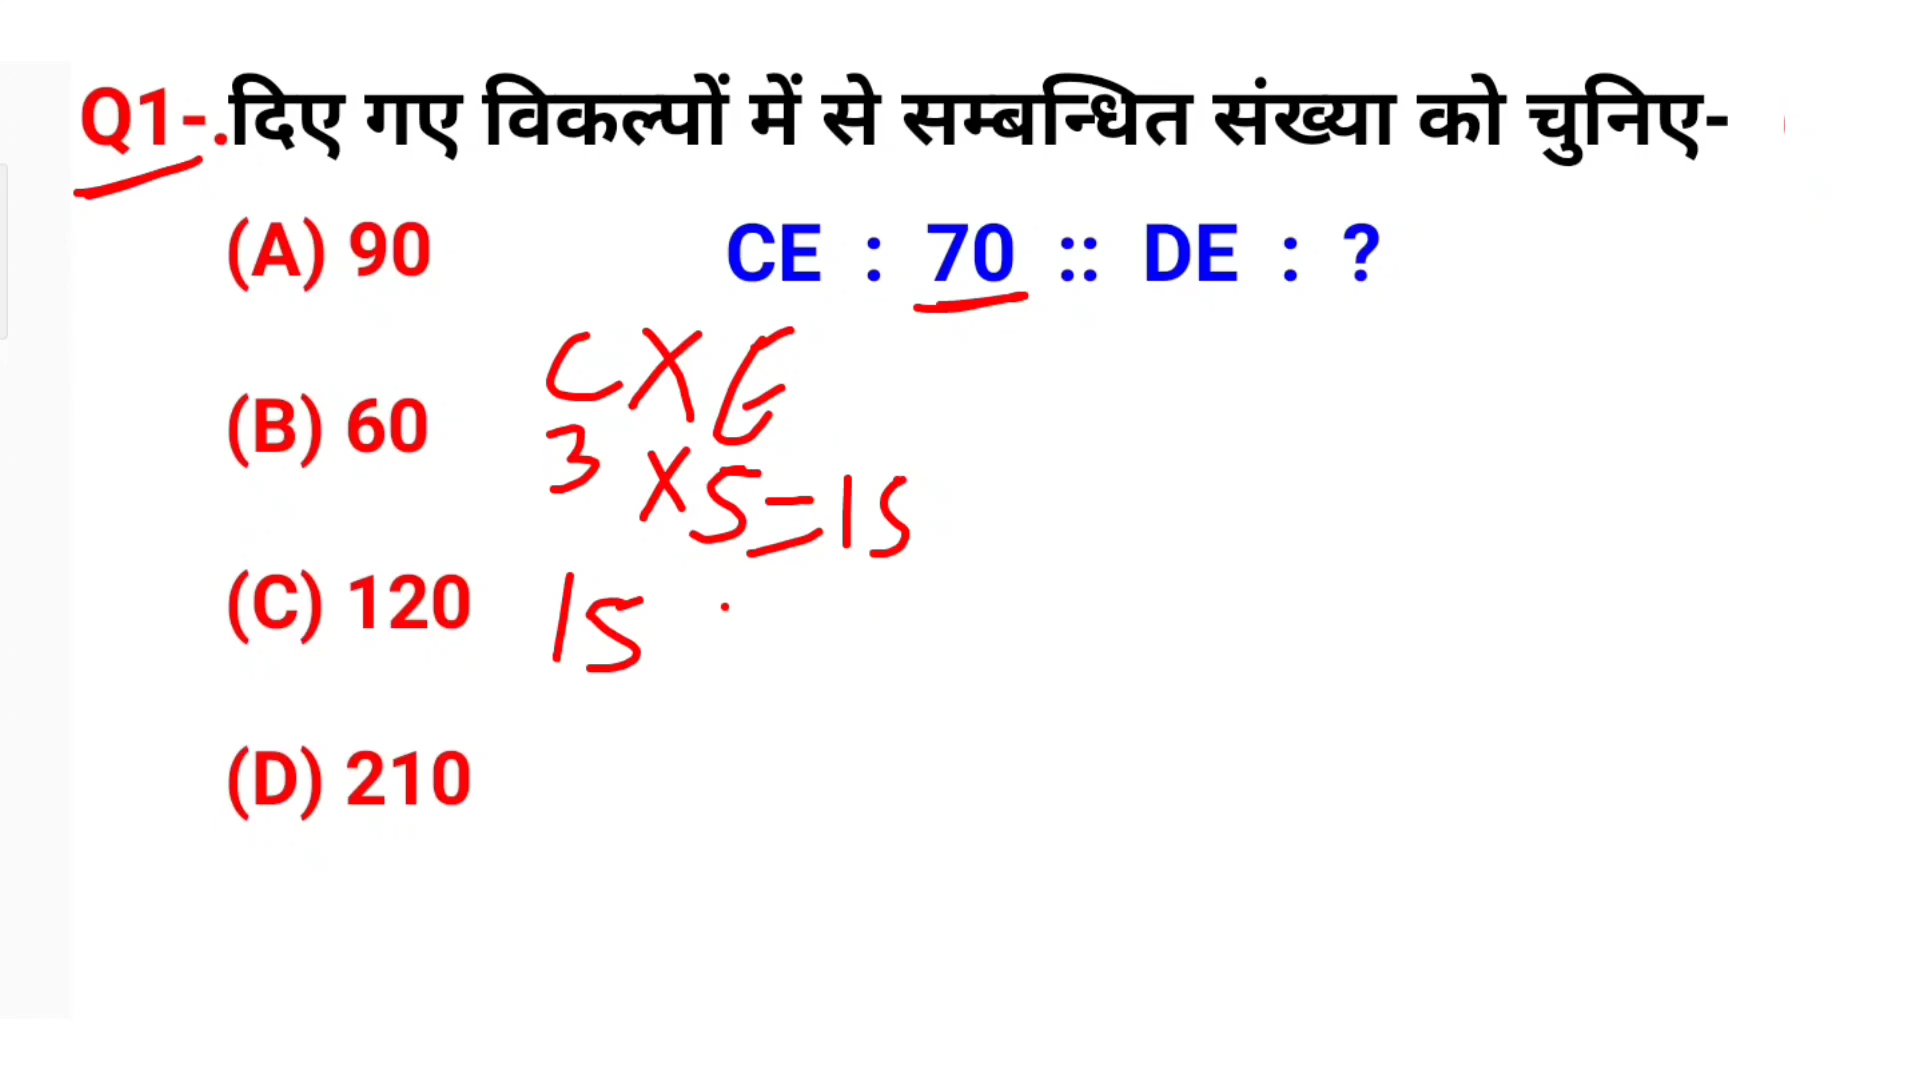 Q1-.दिए गए विकल्पों में से सम्बन्धित संख्या को चुनिए-
(A) 90
CE : 70 :: DE : ?
C X E
(B) 60
3 X 5 = 15
(C) 120
15
(D) 210